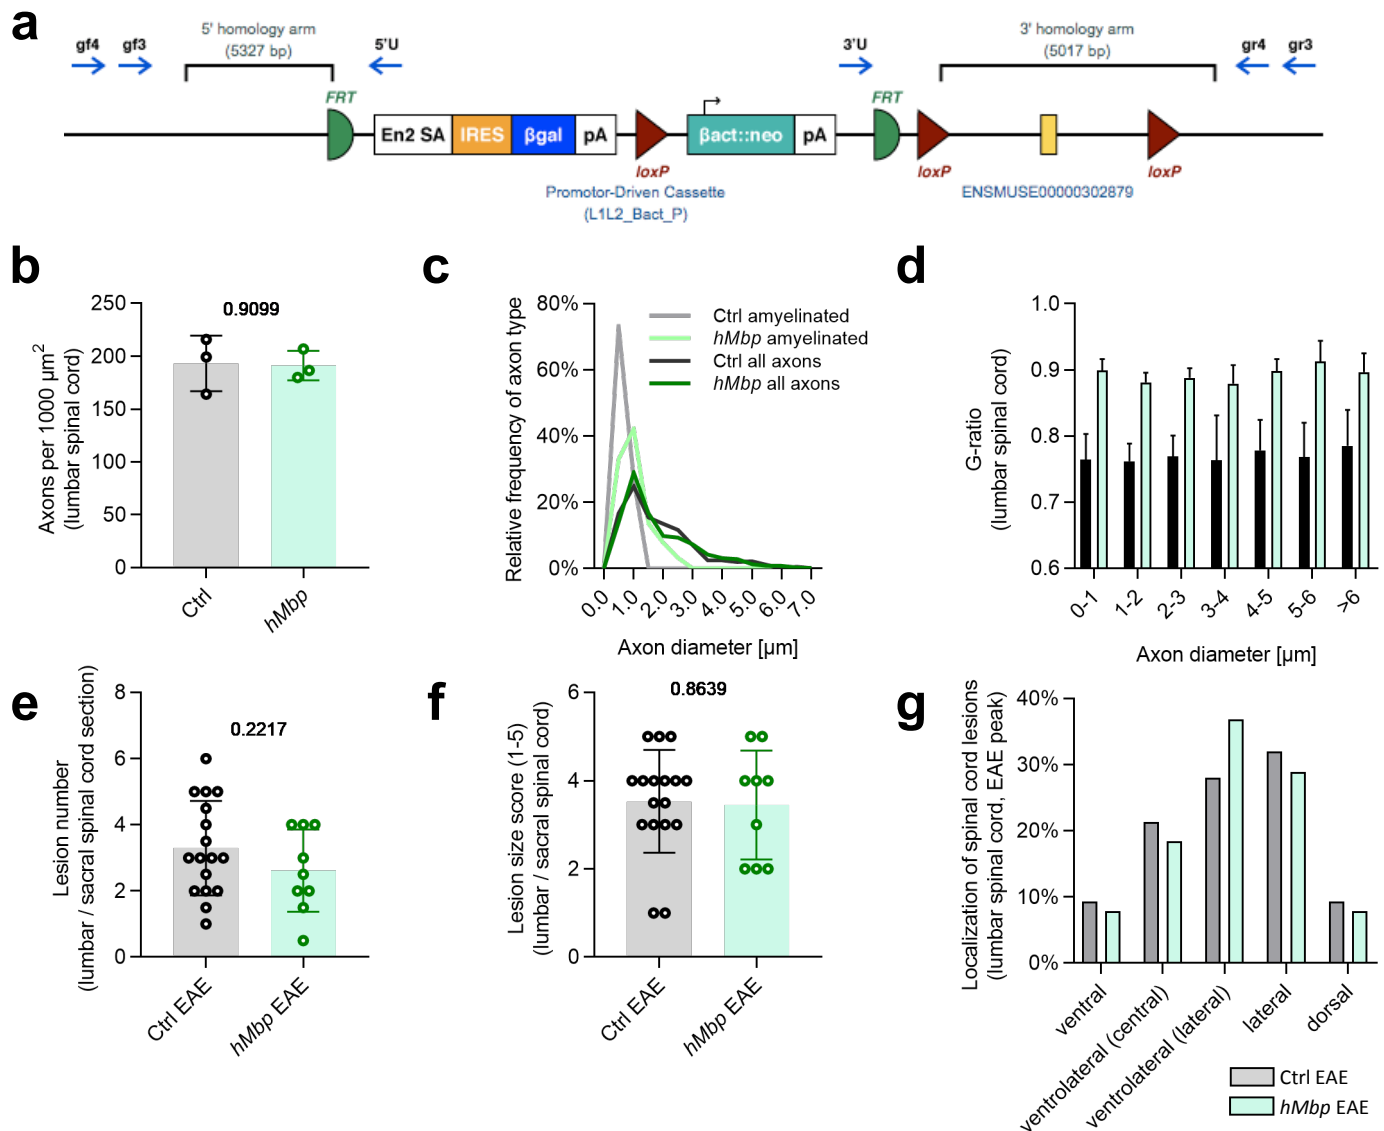 a
5' homology arm
(5327 bp)
3' homology arm
(5017 bp)
gf4
gf3
5'U
3'U
gr4
gr3
FRT
FRT
En2 SA
IRES
βgal
pA
βact::neo
pA
loxP
loxP
loxP
Promotor-Driven Cassette
(L1L2_Bact_P)
ENSMUSE00000302879
b
Axons per 1000 µm2
(lumbar spinal cord)
250
200
150
100
50
0
0.9099
Ctrl
hMbp
c
Relative frequency of axon type
80%
60%
40%
20%
0%
Ctrl amyelinated
hMbp amyelinated
Ctrl all axons
hMbp all axons
0.0
1.0
2.0
3.0
4.0
5.0
6.0
7.0
Axon diameter [µm]
d
G-ratio
(lumbar spinal cord)
1.0
0.9
0.8
0.7
0.6
0-1
1-2
2-3
3-4
4-5
5-6
>6
Axon diameter [µm]
e
Lesion number
(lumbar / sacral spinal cord section)
8
6
4
2
0
0.2217
Ctrl EAE
hMbp EAE
f
Lesion size score (1-5)
(lumbar / sacral spinal cord)
6
4
2
0
0.8639
Ctrl EAE
hMbp EAE
g
Localization of spinal cord lesions
(lumbar spinal cord, EAE peak)
40%
30%
20%
10%
0%
ventral
ventrolateral (central)
ventrolateral (lateral)
lateral
dorsal
Ctrl EAE
hMbp EAE